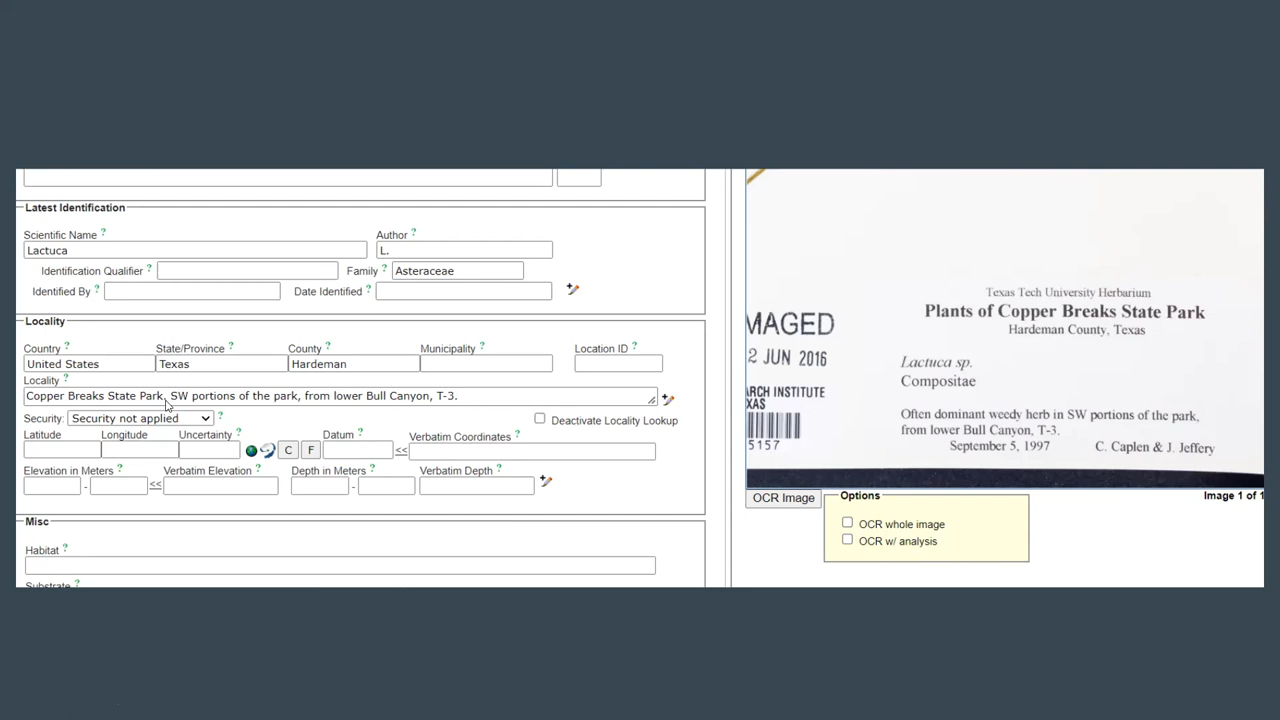 Latest Identification
Scientific Name ? Author ?
Lactuca L.
Identification Qualifier ? Family ? Asteraceae
Identified By ? Date Identified ?
Locality
Country ? State/Province ? County ? Municipality ? Location ID ?
United States Texas Hardeman
Locality ?
Copper Breaks State Park, SW portions of the park, from lower Bull Canyon, T-3.
Security: Security not applied ? Deactivate Locality Lookup
Latitude Longitude Uncertainty ? C F Datum ? << Verbatim Coordinates ?
Elevation in Meters ? - << Verbatim Elevation ? Depth in Meters ? - Verbatim Depth ?
Misc
Habitat ?
Substrate ?
Texas Tech University Herbarium
Plants of Copper Breaks State Park
Hardeman County, Texas
Lactuca sp.
Compositae
Often dominant weedy herb in SW portions of the park,
from lower Bull Canyon, T-3.
September 5, 1997 C. Caplen & J. Jeffery
MAGED
2 JUN 2016
ARCH INSTITUTE
XAS
5157
OCR Image
Options
OCR whole image
OCR w/ analysis
Image 1 of 1